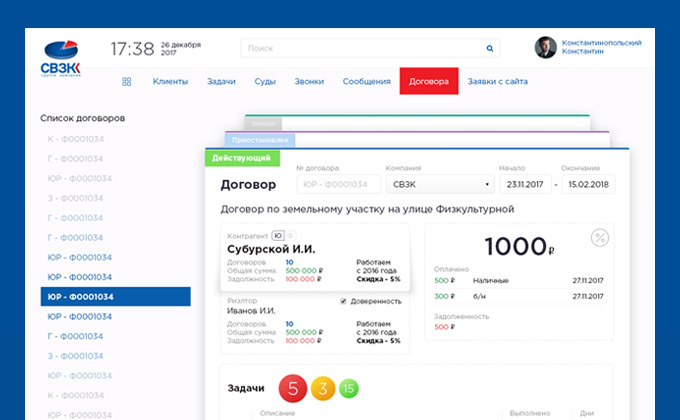 СВЗК
ГРУППА КОМПАНИЙ
17:38
26 декабря
2017
Поиск
Константинопольский
Константин
Клиенты
Задачи
Суды
Звонки
Сообщения
Договора
Заявки с сайта
Список договоров
К - Ф0001034
Г - Ф0001034
ЮР - Ф0001034
З - Ф0001034
Г - Ф0001034
Г - Ф0001034
ЮР - Ф0001034
ЮР - Ф0001034
ЮР - Ф0001034
ЮР - Ф0001034
Г - Ф0001034
З - Ф0001034
ЮР - Ф0001034
К - Ф0001034
ЮР - Ф0001034
Приостановлен
Действующий
Договор
№ договора
ЮР - Ф0001034
Компания
СВЗК
Начало
23.11.2017
-
Окончание
15.02.2018
Договор по земельному участку на улице Физкультурной
Контрагент Ю
Субурской И.И.
Договоров 10
Общая сумма 500 000 ₽
Задолжность 100 000 ₽
Работаем
с 2016 года
Скидка - 5%
Риэлтор
Доверенность
Иванов И.И.
Договоров 10
Общая сумма 500 000 ₽
Задолжность 100 000 ₽
Работаем
с 2016 года
Скидка - 5%
1000₽
%
Оплачено
500 ₽ Наличные 27.11.2017
300 ₽ б/н 27.11.2017
Задолженность
500 ₽
Задачи
5
3
15
Описание
Выполнено
Дни